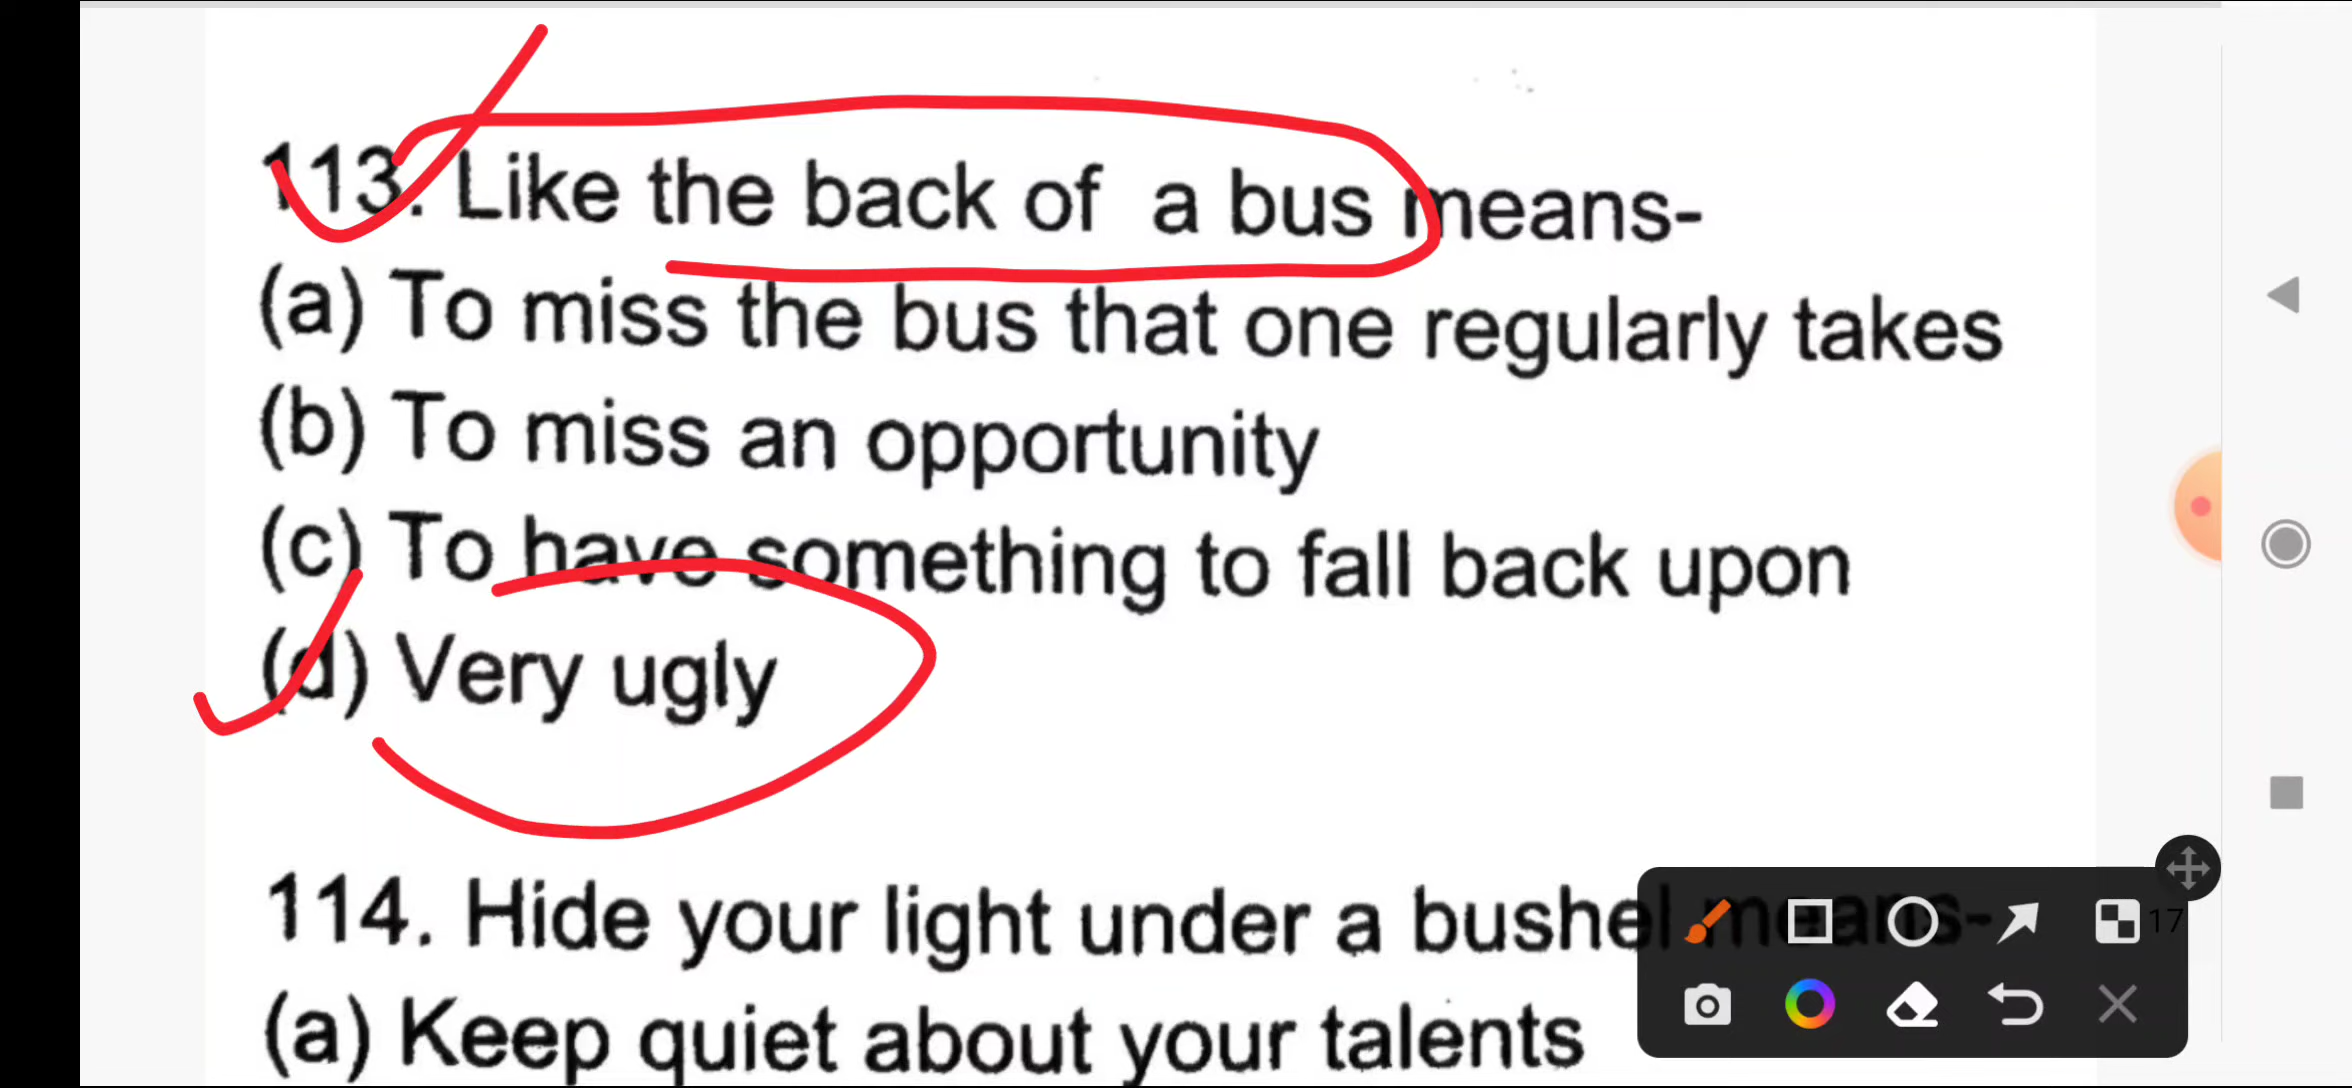 113. Like the back of a bus means-
(a) To miss the bus that one regularly takes
(b) To miss an opportunity
(c) To have something to fall back upon
(d) Very ugly
114. Hide your light under a bushel means-
17
(a) Keep quiet about your talents